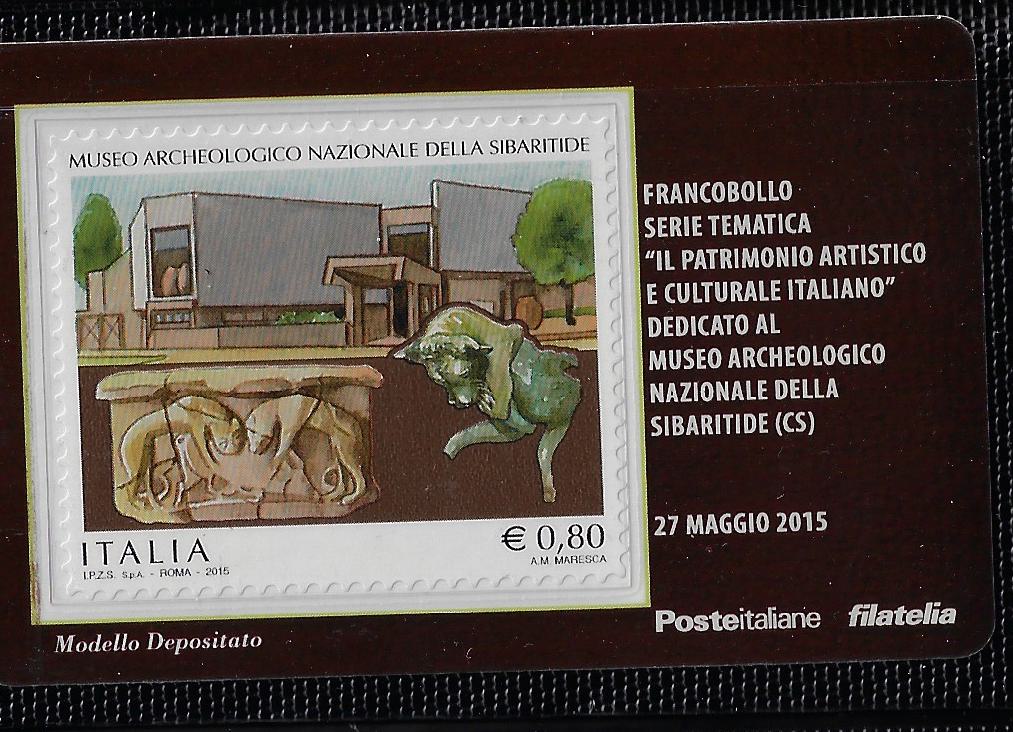 MUSEO ARCHEOLOGICO NAZIONALE DELLA SIBARITIDE
ITALIA
€ 0,80
I.P.Z.S. S.p.A. - ROMA - 2015
A.M. MARESCA
Modello Depositato
FRANCOBOLLO
SERIE TEMATICA
“IL PATRIMONIO ARTISTICO
E CULTURALE ITALIANO”
DEDICATO AL
MUSEO ARCHEOLOGICO
NAZIONALE DELLA
SIBARITIDE (CS)
27 MAGGIO 2015
Posteitaliane filatelia